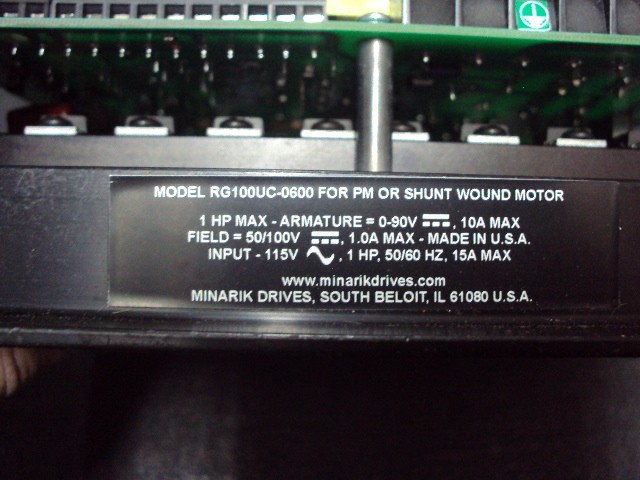 MODEL RG100UC-0600 FOR PM OR SHUNT WOUND MOTOR
1 HP MAX - ARMATURE = 0-90V ⎓, 10A MAX
FIELD = 50/100V ⎓, 1.0A MAX - MADE IN U.S.A.
INPUT - 115V ∿, 1 HP, 50/60 HZ, 15A MAX
www.minarikdrives.com
MINARIK DRIVES, SOUTH BELOIT, IL 61080 U.S.A.